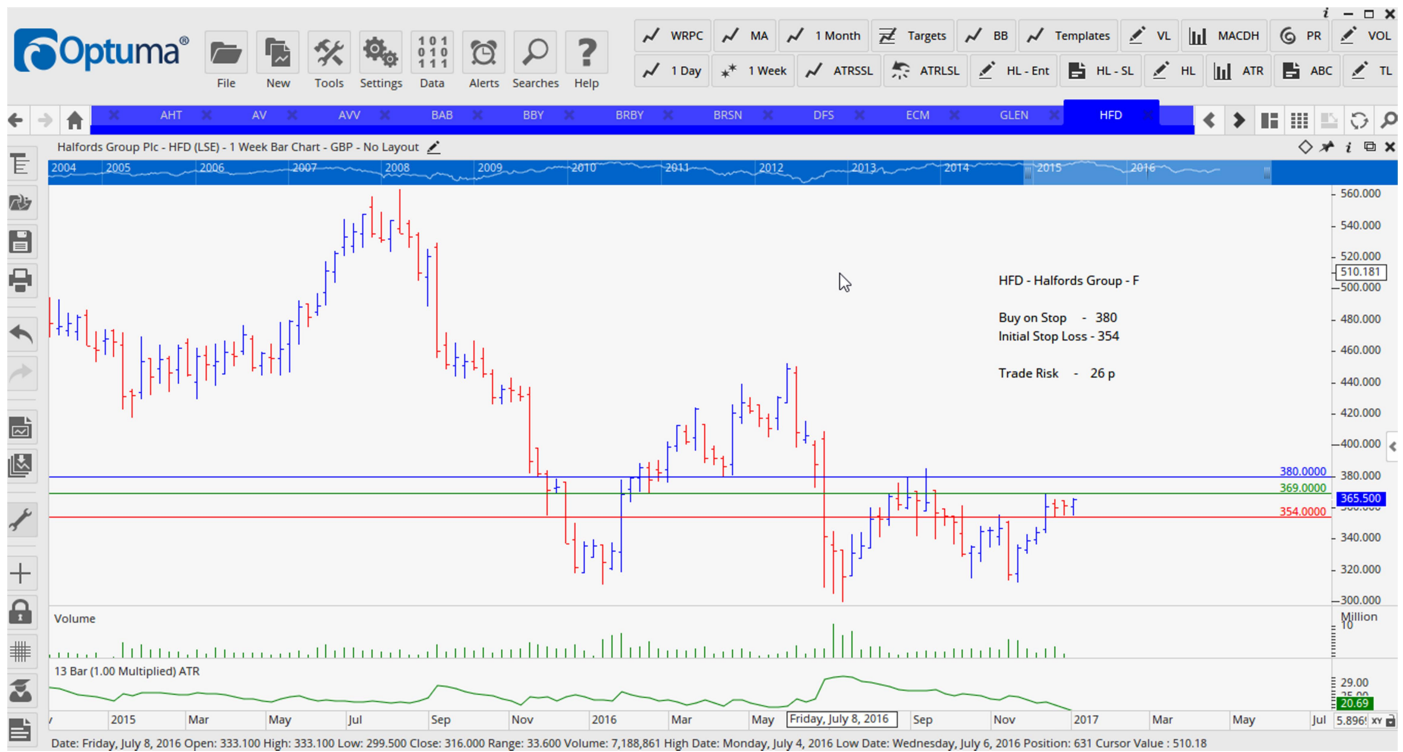 i
Optuma®
WRPC MA 1 Month Targets BB Templates VL MACDH PR VOL
1 Day 1 Week ATRSSL ATRLSL HL - Ent HL - SL HL ATR ABC TL
File New Tools Settings Data Alerts Searches Help
AHT AV AVV BAB BBY BRBY BRSN DFS ECM GLEN HFD
Halfords Group Plc - HFD (LSE) - 1 Week Bar Chart - GBP - No Layout
2004 2005 2006 2007 2008 2009 2010 2011 2012 2013 2014 2015 2016
560.000
540.000
520.000
510.181
500.000
480.000
460.000
440.000
420.000
400.000
380.000
365.500
340.000
320.000
300.000
HFD - Halfords Group - F
Buy on Stop - 380
Initial Stop Loss - 354
Trade Risk - 26 p
380.0000
369.0000
354.0000
Volume
Million
10
13 Bar (1.00 Multiplied) ATR
29.00
20.69
2015 Mar May Jul Sep Nov 2016 Mar May Friday, July 8, 2016 Sep Nov 2017 Mar May Jul
XY
Date: Friday, July 8, 2016 Open: 333.100 High: 333.100 Low: 299.500 Close: 316.000 Range: 33.600 Volume: 7,188,861 High Date: Monday, July 4, 2016 Low Date: Wednesday, July 6, 2016 Position: 631 Cursor Value : 510.18